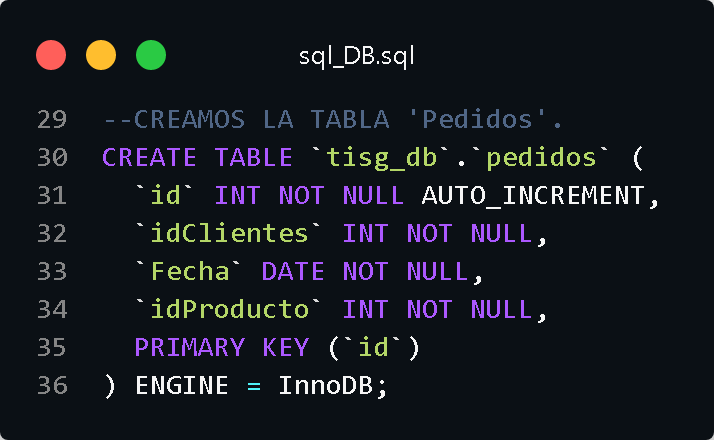 sql_DB.sql
29 --CREAMOS LA TABLA 'Pedidos'.
30 CREATE TABLE `tisg_db`.`pedidos` (
31   `id` INT NOT NULL AUTO_INCREMENT,
32   `idClientes` INT NOT NULL,
33   `Fecha` DATE NOT NULL,
34   `idProducto` INT NOT NULL,
35   PRIMARY KEY (`id`)
36 ) ENGINE = InnoDB;